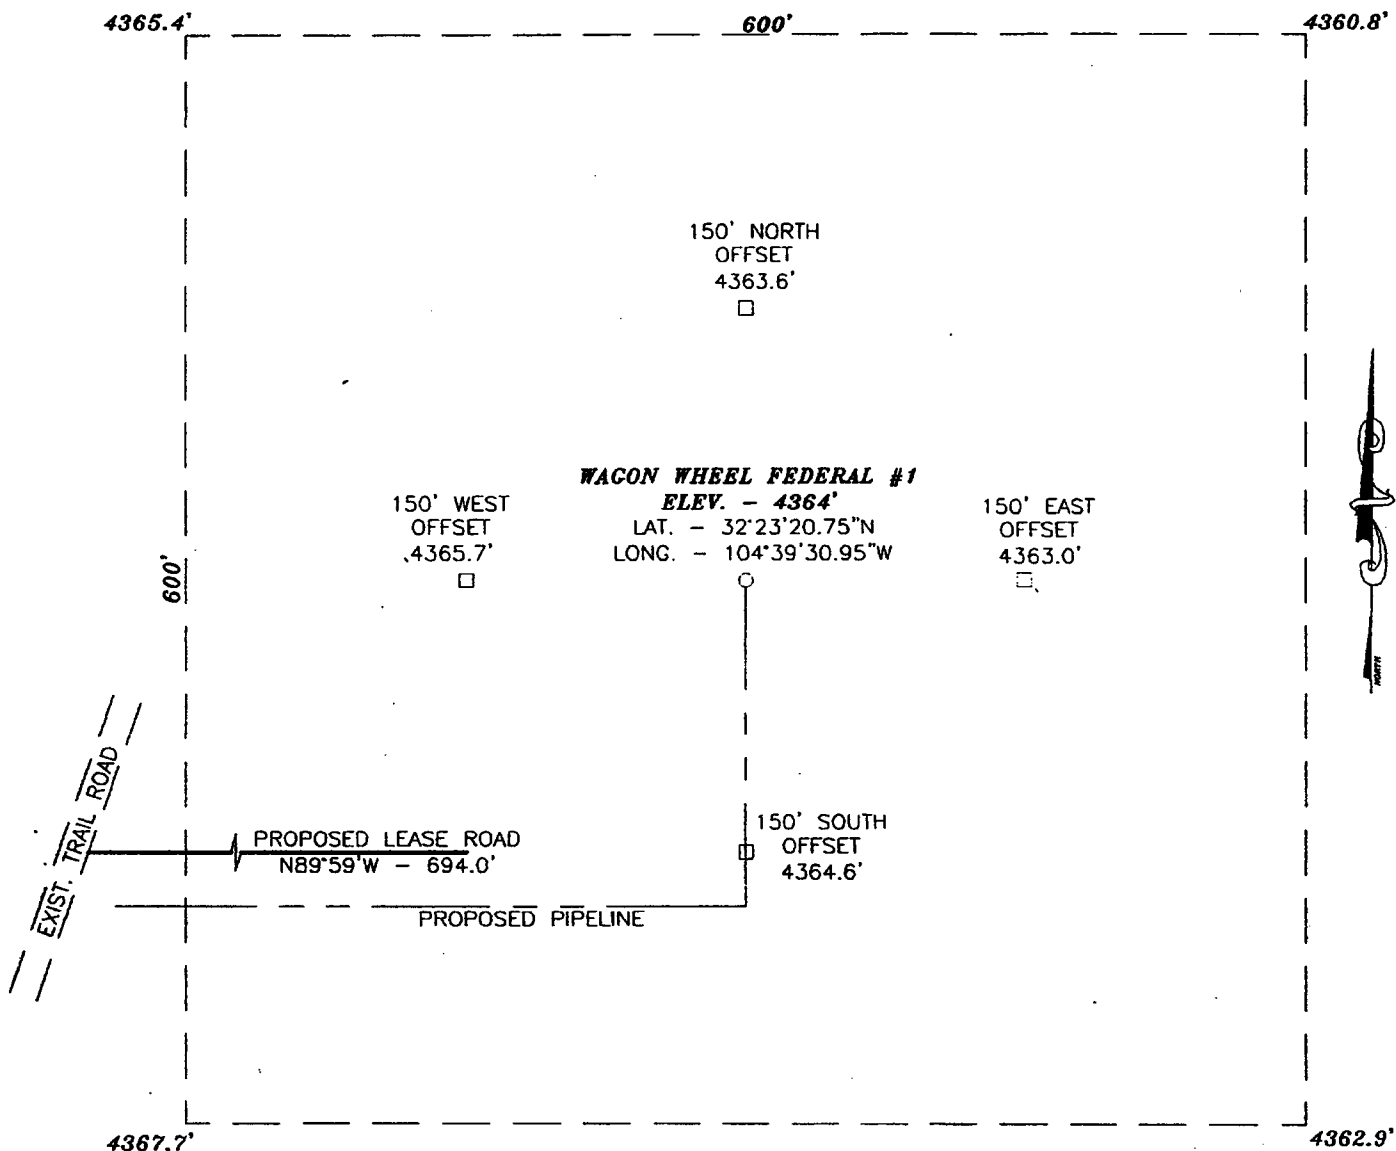 4365.4'
600'
4360.8'
150' NORTH
OFFSET
4363.6'
WAGON WHEEL FEDERAL #1
ELEV. - 4364'
LAT. - 32°23'20.75"N
LONG. - 104°39'30.95"W
150' WEST
OFFSET
4365.7'
150' EAST
OFFSET
4363.0'
600'
NORTH
EXIST. TRAIL ROAD
PROPOSED LEASE ROAD
N89°59'W - 694.0'
150' SOUTH
OFFSET
4364.6'
PROPOSED PIPELINE
4367.7'
4362.9'